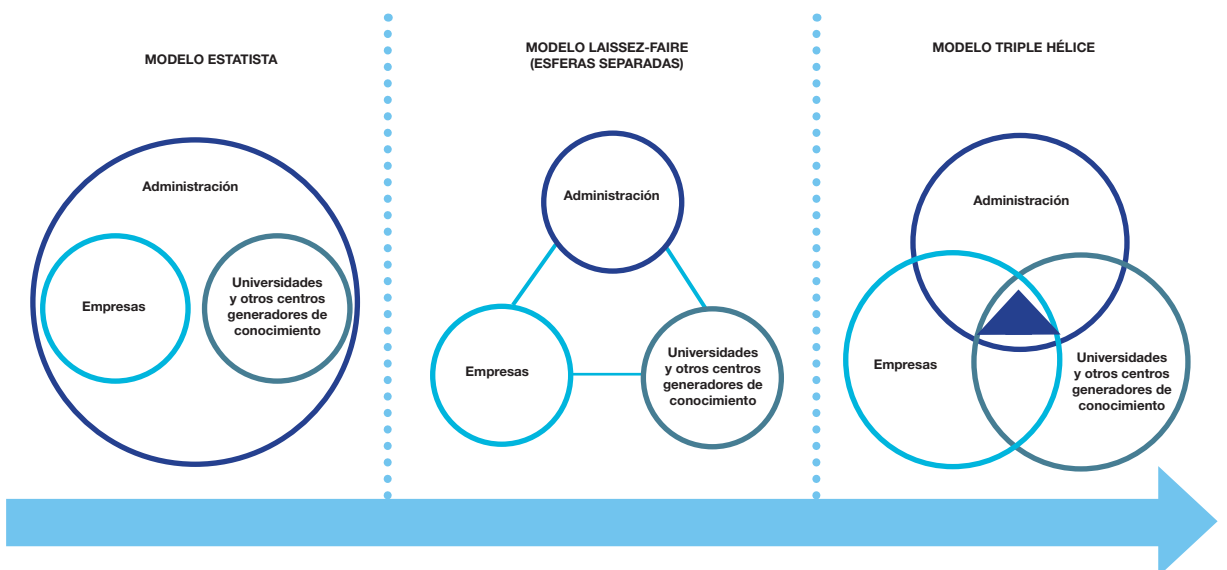 MODELO ESTATISTA
Administración
Empresas
Universidades
y otros centros
generadores de
conocimiento
MODELO LAISSEZ-FAIRE
(ESFERAS SEPARADAS)
Administración
Empresas
Universidades
y otros centros
generadores de
conocimiento
MODELO TRIPLE HÉLICE
Administración
Empresas
Universidades
y otros centros
generadores de
conocimiento